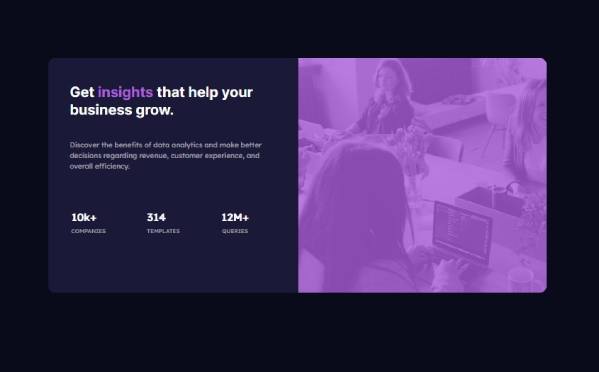 Get insights that help your
business grow.
Discover the benefits of data analytics and make better
decisions regarding revenue, customer experience, and
overall efficiency.
10k+ 314 12M+
COMPANIES TEMPLATES QUERIES